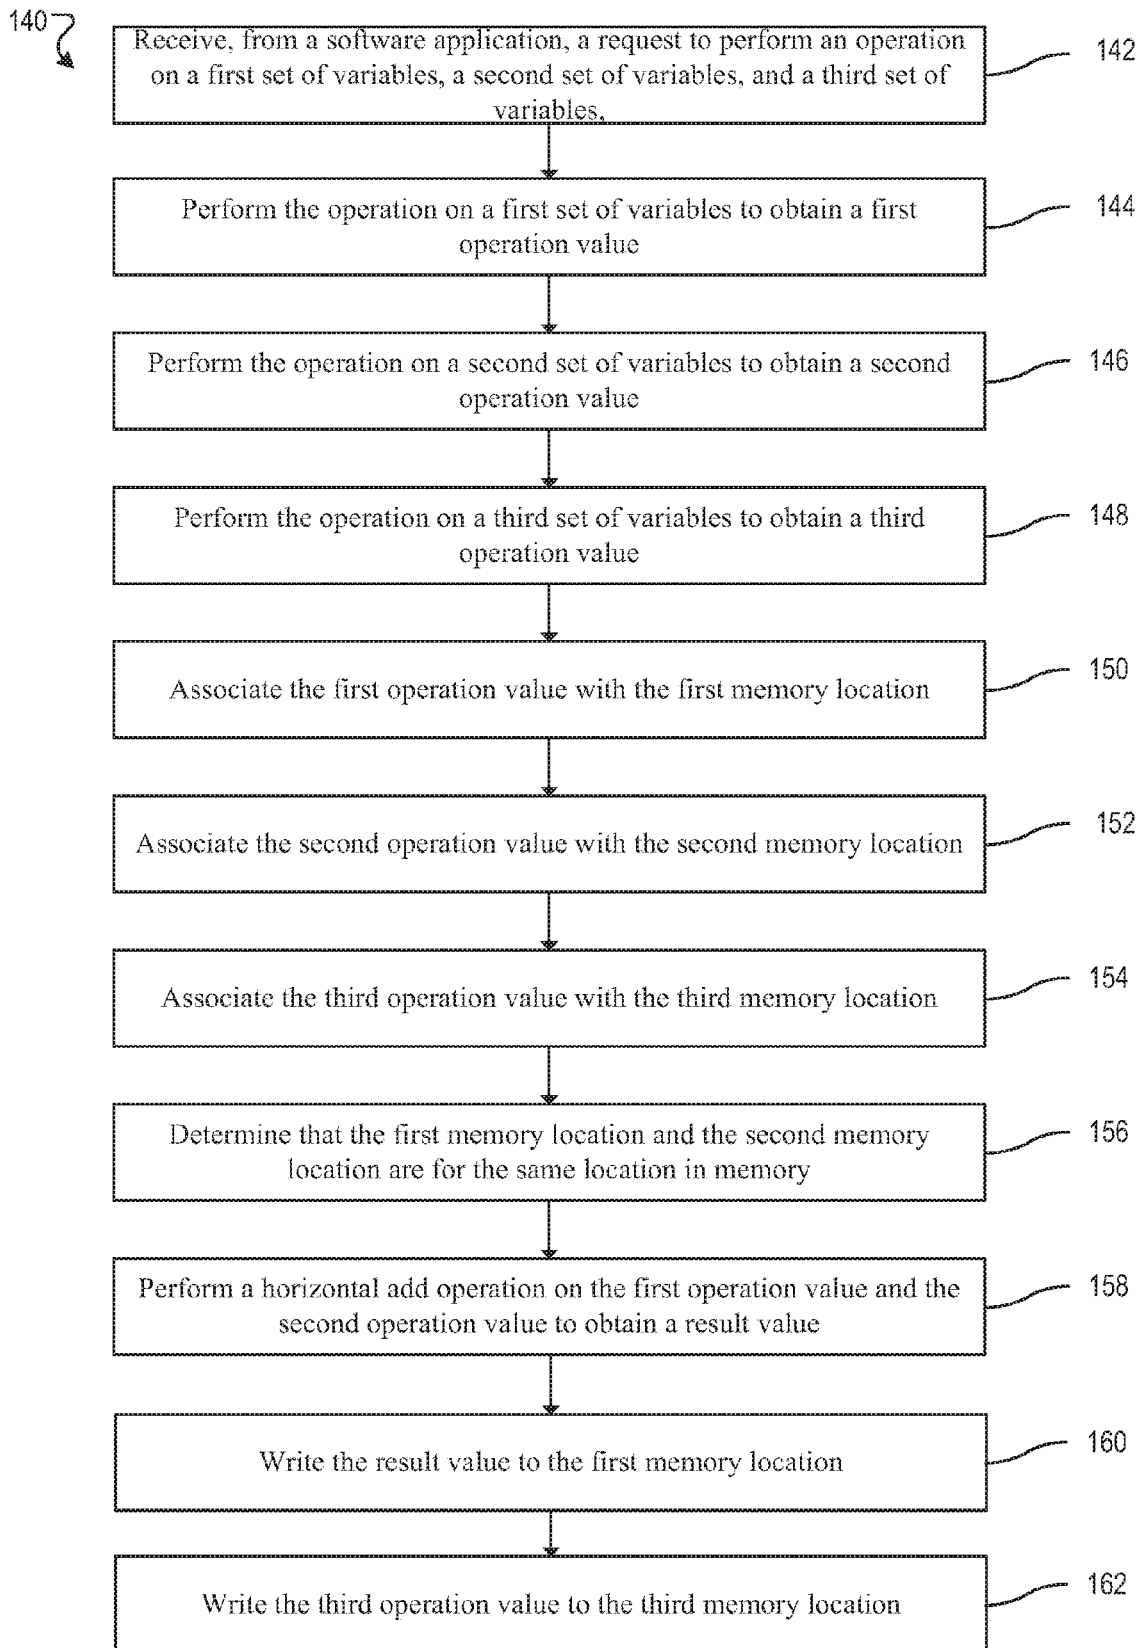 140
Receive, from a software application, a request to perform an operation
on a first set of variables, a second set of variables, and a third set of
variables,
142
Perform the operation on a first set of variables to obtain a first
operation value
144
Perform the operation on a second set of variables to obtain a second
operation value
146
Perform the operation on a third set of variables to obtain a third
operation value
148
Associate the first operation value with the first memory location
150
Associate the second operation value with the second memory location
152
Associate the third operation value with the third memory location
154
Determine that the first memory location and the second memory
location are for the same location in memory
156
Perform a horizontal add operation on the first operation value and the
second operation value to obtain a result value
158
Write the result value to the first memory location
160
Write the third operation value to the third memory location
162